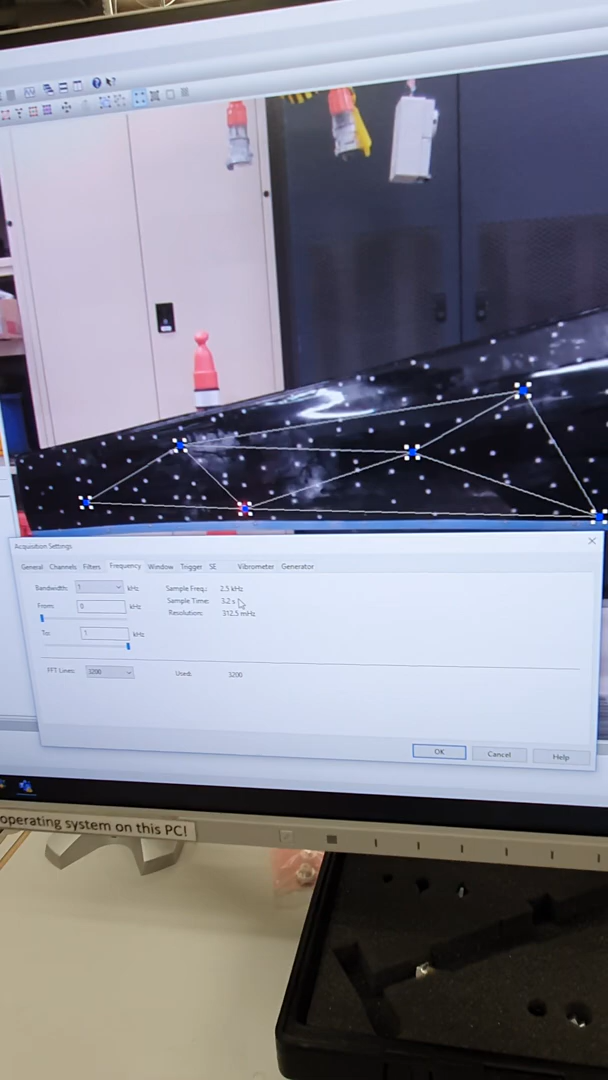 Acquisition Settings
General Channels Filters Frequency Window Trigger SE Vibrometer Generator
Bandwidth: 1 kHz
Sample Freq.: 2.5 kHz
From: 0 kHz
Sample Time: 3.2 s
Resolution: 312.5 mHz
To: 1 kHz
FFT Lines: 3200
Used: 3200
OK Cancel Help
operating system on this PC!